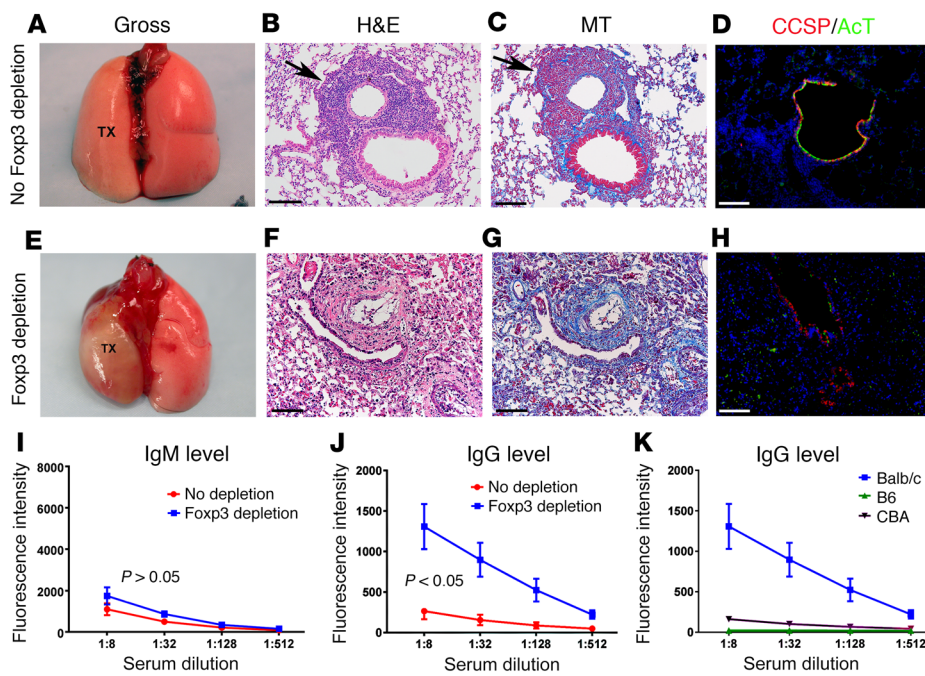 A Gross B H&E C MT D CCSP/AcT
No Foxp3 depletion
TX
E F G H
Foxp3 depletion
TX
I IgM level
Fluorescence intensity
8000
6000
4000
2000
0
No depletion
Foxp3 depletion
P > 0.05
1:8 1:32 1:128 1:512
Serum dilution
J IgG level
Fluorescence intensity
2000
1500
1000
500
0
No depletion
Foxp3 depletion
P < 0.05
1:8 1:32 1:128 1:512
Serum dilution
K IgG level
Fluorescence intensity
2000
1500
1000
500
0
Balb/c
B6
CBA
1:8 1:32 1:128 1:512
Serum dilution